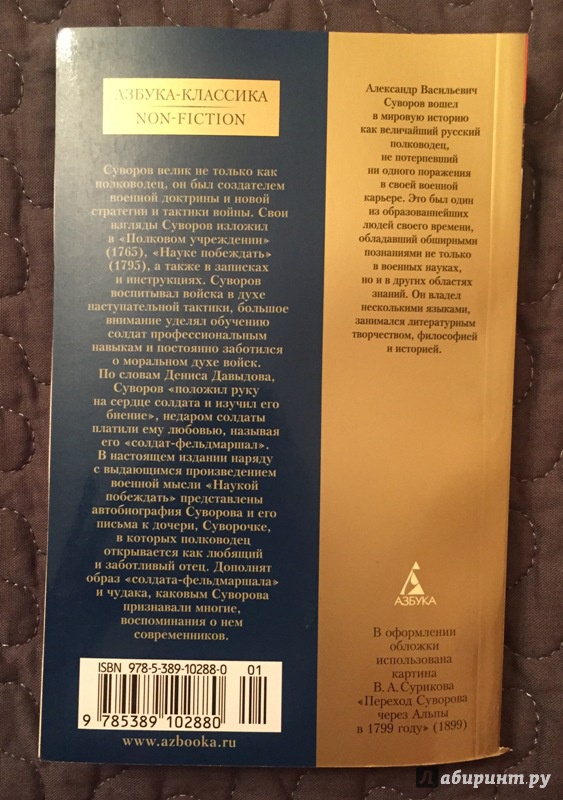 АЗБУКА-КЛАССИКА
NON-FICTION
Суворов велик не только как
полководец, он был создателем
военной доктрины и новой
стратегии и тактики войны. Свои
взгляды Суворов изложил
в «Полковом учреждении»
(1765), «Науке побеждать»
(1795), а также в записках
и инструкциях. Суворов
воспитывал войска в духе
наступательной тактики, большое
внимание уделял обучению
солдат профессиональным
навыкам и постоянно заботился
о моральном духе войск.
По словам Дениса Давыдова,
Суворов «положил руку
на сердце солдата и изучил его
биение», недаром солдаты
платили ему любовью, называя
его «солдат-фельдмаршал».
В настоящем издании наряду
с выдающимся произведением
военной мысли «Наукой
побеждать» представлены
автобиография Суворова и его
письма к дочери, Суворочке,
в которых полководец
открывается как любящий
и заботливый отец. Дополнят
образ «солдата-фельдмаршала»
и чудака, каковым Суворова
признавали многие,
воспоминания о нем
современников.
ISBN 978-5-389-10288-0 01
9 785389 102880
www.azbooka.ru
Александр Васильевич
Суворов вошел
в мировую историю
как величайший русский
полководец,
не потерпевший
ни одного поражения
в своей военной
карьере. Это был один
из образованнейших
людей своего времени,
обладавший обширными
познаниями не только
в военных науках,
но и в других областях
знаний. Он владел
несколькими языками,
занимался литературным
творчеством, философией
и историей.
АЗБУКА
В оформлении
обложки
использована
картина
В. А. Сурикова
«Переход Суворова
через Альпы
в 1799 году» (1899)
Лабиринт.ру